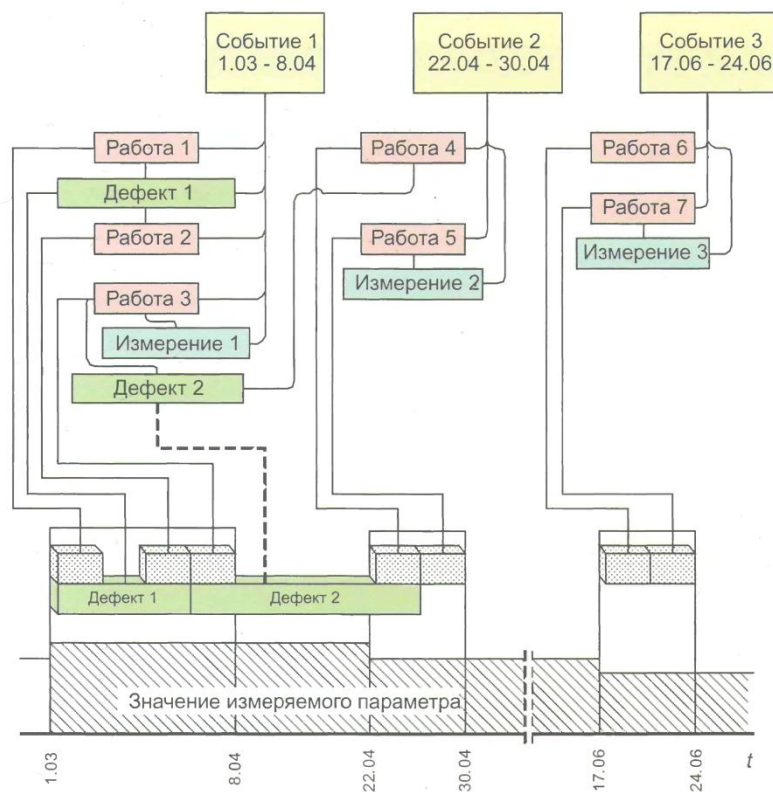 Событие 1
1.03 - 8.04
Событие 2
22.04 - 30.04
Событие 3
17.06 - 24.06
Работа 1
Работа 4
Работа 6
Дефект 1
Работа 7
Работа 2
Работа 5
Измерение 3
Измерение 2
Работа 3
Измерение 1
Дефект 2
Дефект 1
Дефект 2
Значение измеряемого параметра
1.03
8.04
22.04
30.04
17.06
24.06
t